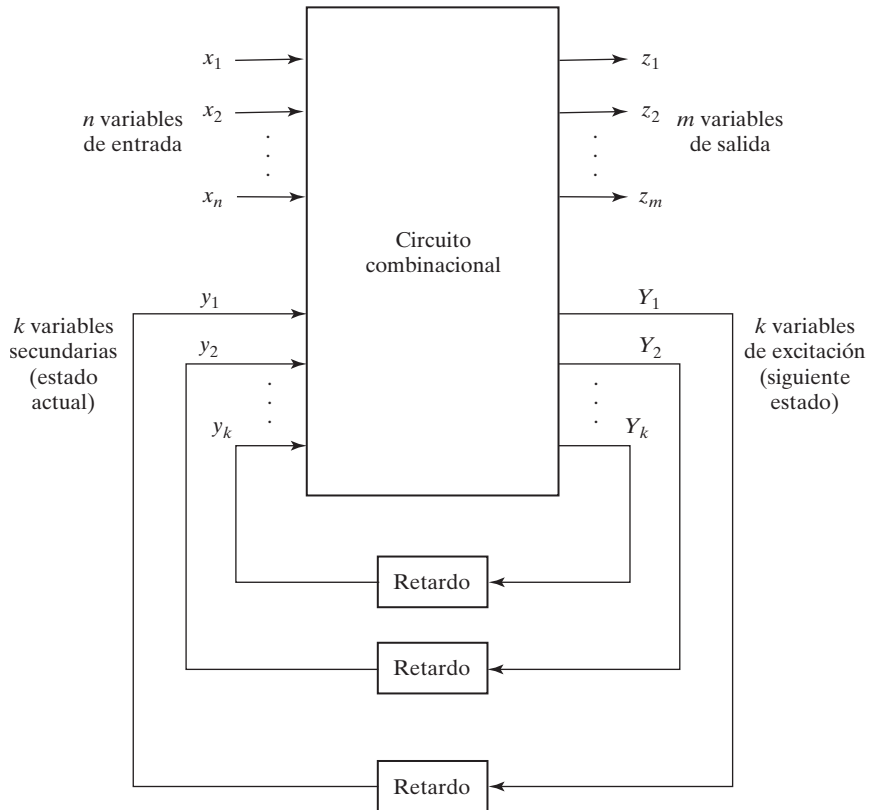 x1
z1
n variables
de entrada
x2
z2
m variables
de salida
xn
zm
Circuito
combinacional
k variables
secundarias
(estado
actual)
y1
y2
yk
Y1
Y2
Yk
k variables
de excitación
(siguiente
estado)
Retardo
Retardo
Retardo